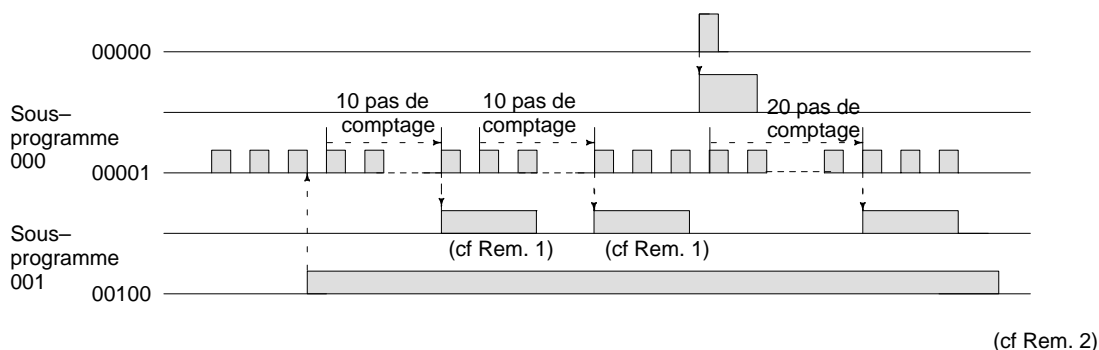 00000
10 pas de
comptage
10 pas de
comptage
20 pas de
comptage
Sous–
programme
000
00001
(cf Rem. 1)
(cf Rem. 1)
Sous–
programme
001
00100
(cf Rem. 2)